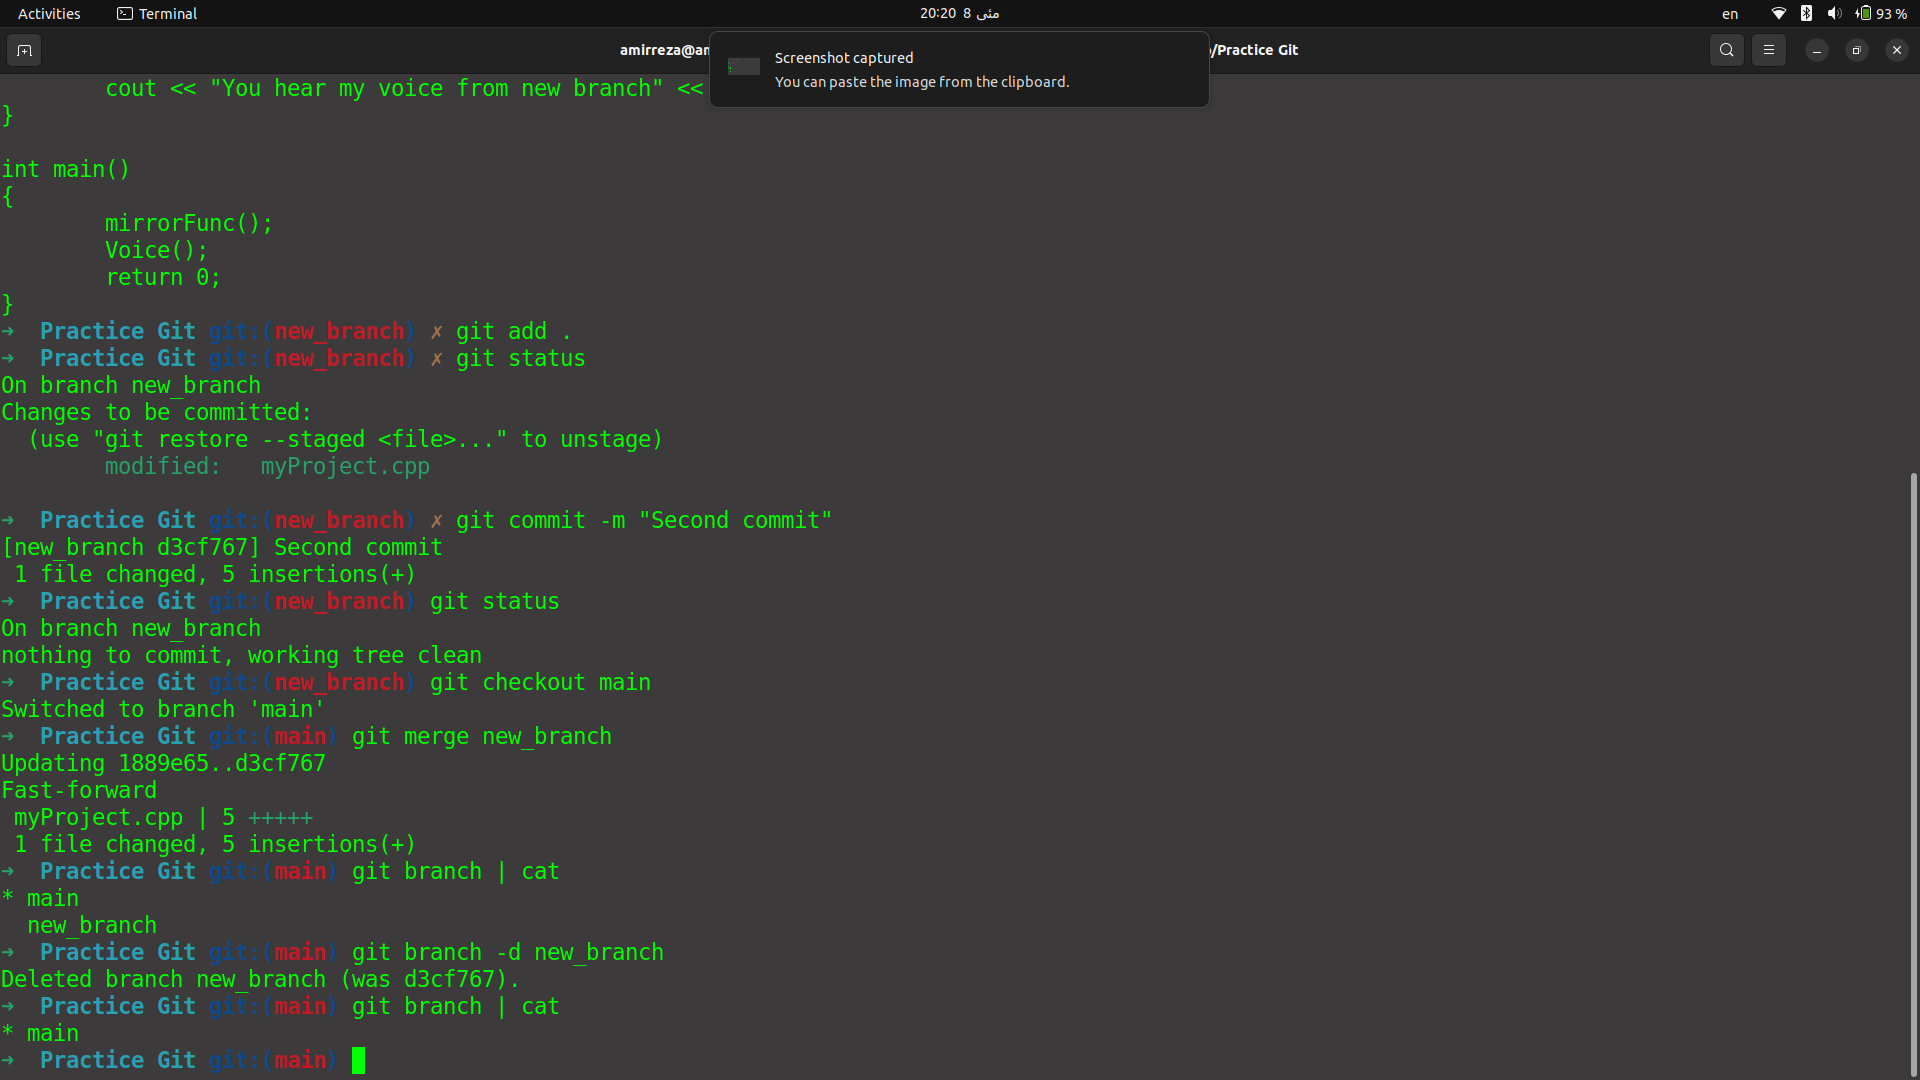 Activities Terminal 20:20 8 مئی en 93 %
amirreza@an /Practice Git
Screenshot captured
You can paste the image from the clipboard.
        cout << "You hear my voice from new branch" <<
}

int main()
{
        mirrorFunc();
        Voice();
        return 0;
}
➜  Practice Git git:(new_branch) ✗ git add .
➜  Practice Git git:(new_branch) ✗ git status
On branch new_branch
Changes to be committed:
  (use "git restore --staged <file>..." to unstage)
        modified:   myProject.cpp

➜  Practice Git git:(new_branch) ✗ git commit -m "Second commit"
[new_branch d3cf767] Second commit
 1 file changed, 5 insertions(+)
➜  Practice Git git:(new_branch) git status
On branch new_branch
nothing to commit, working tree clean
➜  Practice Git git:(new_branch) git checkout main
Switched to branch 'main'
➜  Practice Git git:(main) git merge new_branch
Updating 1889e65..d3cf767
Fast-forward
 myProject.cpp | 5 +++++
 1 file changed, 5 insertions(+)
➜  Practice Git git:(main) git branch | cat
* main
  new_branch
➜  Practice Git git:(main) git branch -d new_branch
Deleted branch new_branch (was d3cf767).
➜  Practice Git git:(main) git branch | cat
* main
➜  Practice Git git:(main)